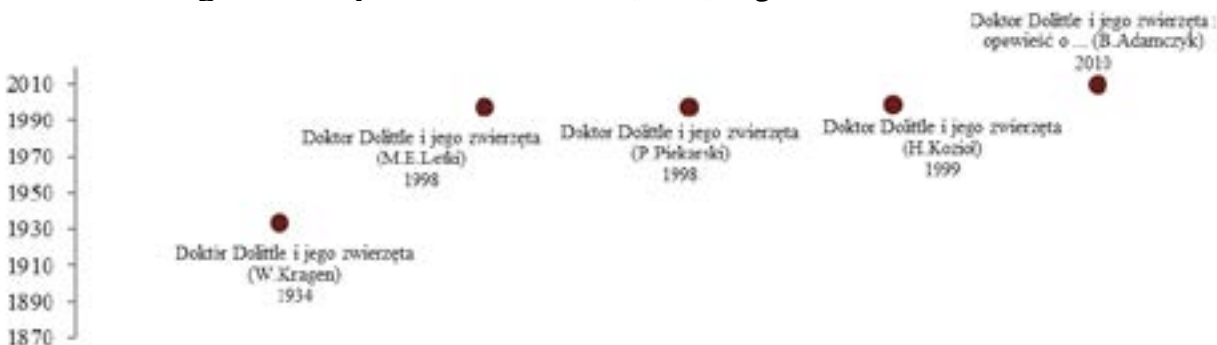 Doktor Dolittle i jego zwierzęta :
opowieść o ... (B.Adamczyk)
2010
2010
1990
1970
1950
1930
1910
1890
1870
Doktor Dolittle i jego zwierzęta
(M.E.Letki)
1998
Doktor Dolittle i jego zwierzęta
(P.Piekarski)
1998
Doktor Dolittle i jego zwierzęta
(H.Kozioł)
1999
Doktor Dolittle i jego zwierzęta
(W.Kragen)
1934